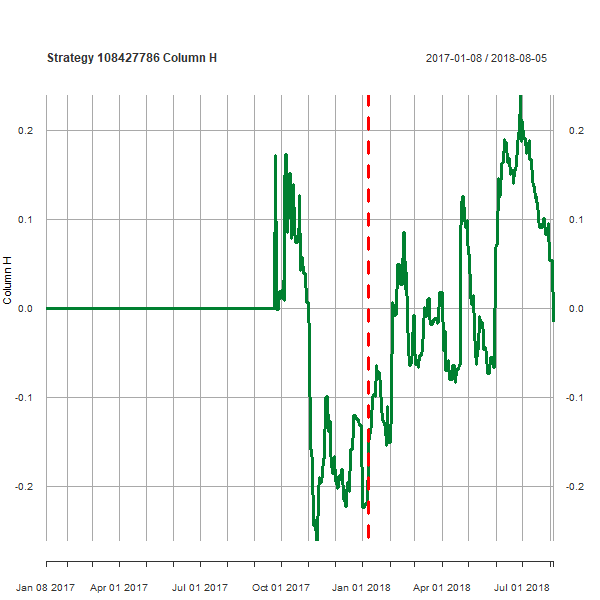 Strategy 108427786 Column H
2017-01-08 / 2018-08-05
0.2
0.2
0.1
0.1
0.0
0.0
-0.1
-0.1
-0.2
-0.2
Column H
Jan 08 2017
Apr 01 2017
Jul 01 2017
Oct 01 2017
Jan 01 2018
Apr 01 2018
Jul 01 2018